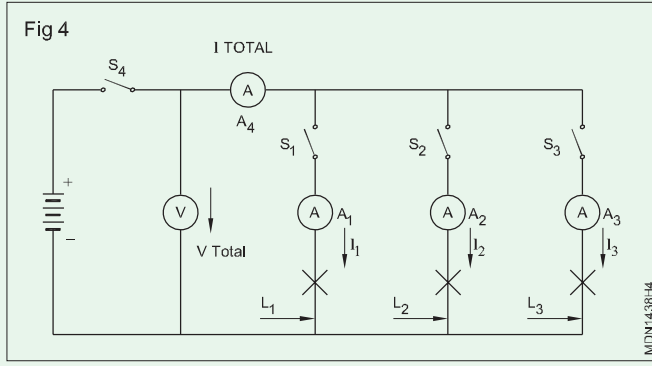 Fig 4
I TOTAL
S4
A
A4
S1
S2
S3
+
–
V
V Total
A
A1
A
A2
A
A3
I1
I2
I3
L1
L2
L3
MDN1438H4